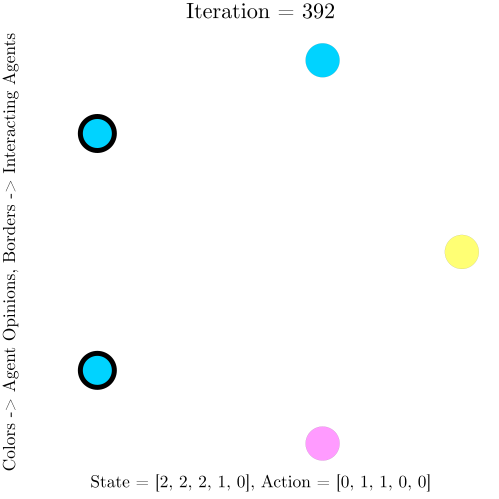 Iteration = 392
Colors -> Agent Opinions, Borders -> Interacting Agents
State = [2, 2, 2, 1, 0], Action = [0, 1, 1, 0, 0]